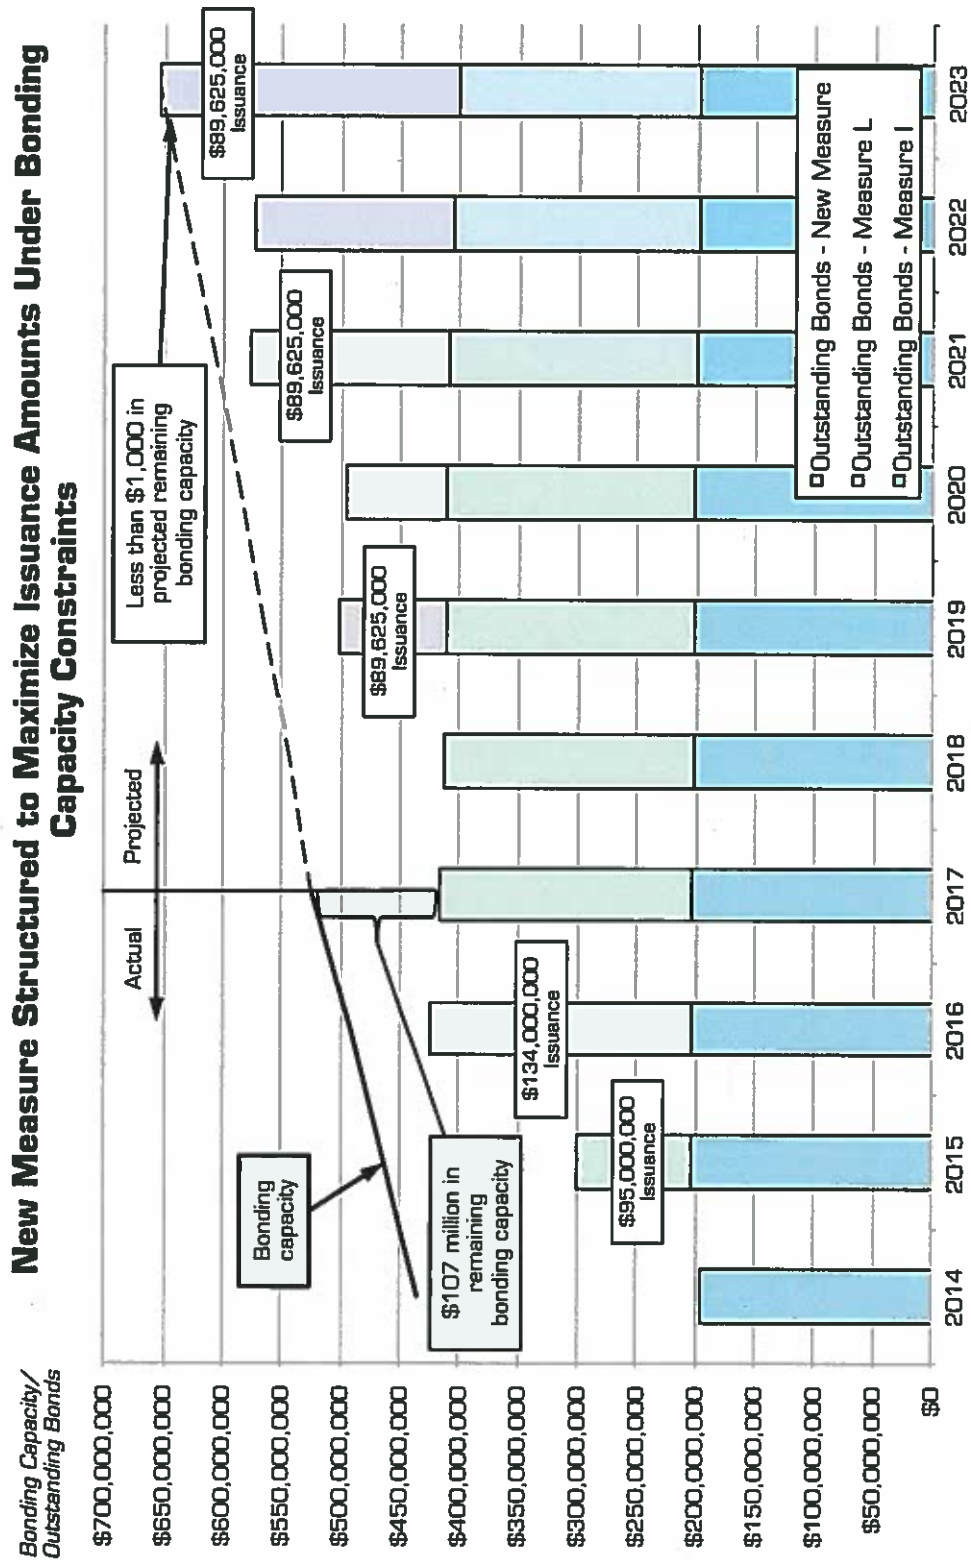 New Measure Structured to Maximize Issuance Amounts Under Bonding
Capacity Constraints
Bonding Capacity/
Outstanding Bonds
$700,000,000
$650,000,000
$600,000,000
$550,000,000
$500,000,000
$450,000,000
$400,000,000
$350,000,000
$300,000,000
$250,000,000
$200,000,000
$150,000,000
$100,000,000
$50,000,000
$0
Actual
Projected
Less than $1,000 in
projected remaining
bonding capacity
Bonding
capacity
$107 million in
remaining
bonding capacity
$95,000,000
Issuance
$134,000,000
Issuance
$89,625,000
Issuance
$89,625,000
Issuance
$89,625,000
Issuance
Outstanding Bonds - New Measure
Outstanding Bonds - Measure L
Outstanding Bonds - Measure I
2014
2015
2016
2017
2018
2019
2020
2021
2022
2023